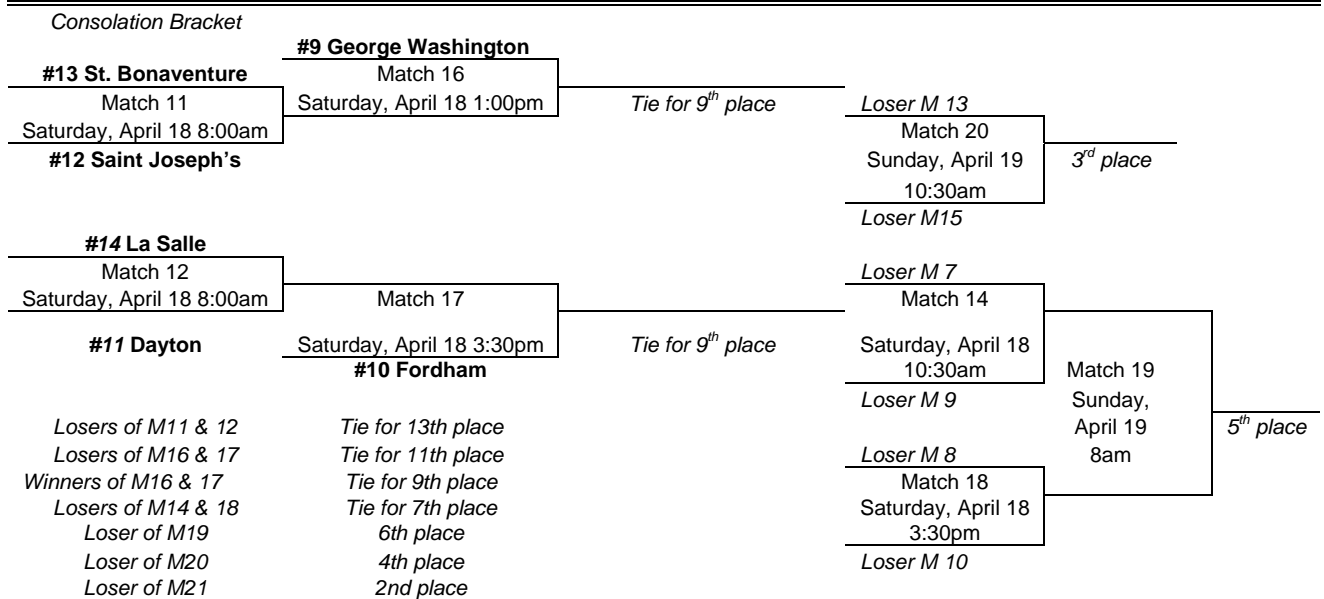 Consolation Bracket
#9 George Washington
#13 St. Bonaventure
Match 16
Match 11
Saturday, April 18 1:00pm
Tie for 9th place
Loser M 13
Saturday, April 18 8:00am
Match 20
#12 Saint Joseph’s
Sunday, April 19
3rd place
10:30am
Loser M15
#14 La Salle
Match 12
Loser M 7
Saturday, April 18 8:00am
Match 17
Match 14
#11 Dayton
Saturday, April 18 3:30pm
Tie for 9th place
Saturday, April 18
#10 Fordham
10:30am
Match 19
Loser M 9
Sunday,
Losers of M11 & 12
Tie for 13th place
April 19
5th place
Losers of M16 & 17
Tie for 11th place
Loser M 8
8am
Winners of M16 & 17
Tie for 9th place
Match 18
Losers of M14 & 18
Tie for 7th place
Saturday, April 18
Loser of M19
6th place
3:30pm
Loser of M20
4th place
Loser M 10
Loser of M21
2nd place